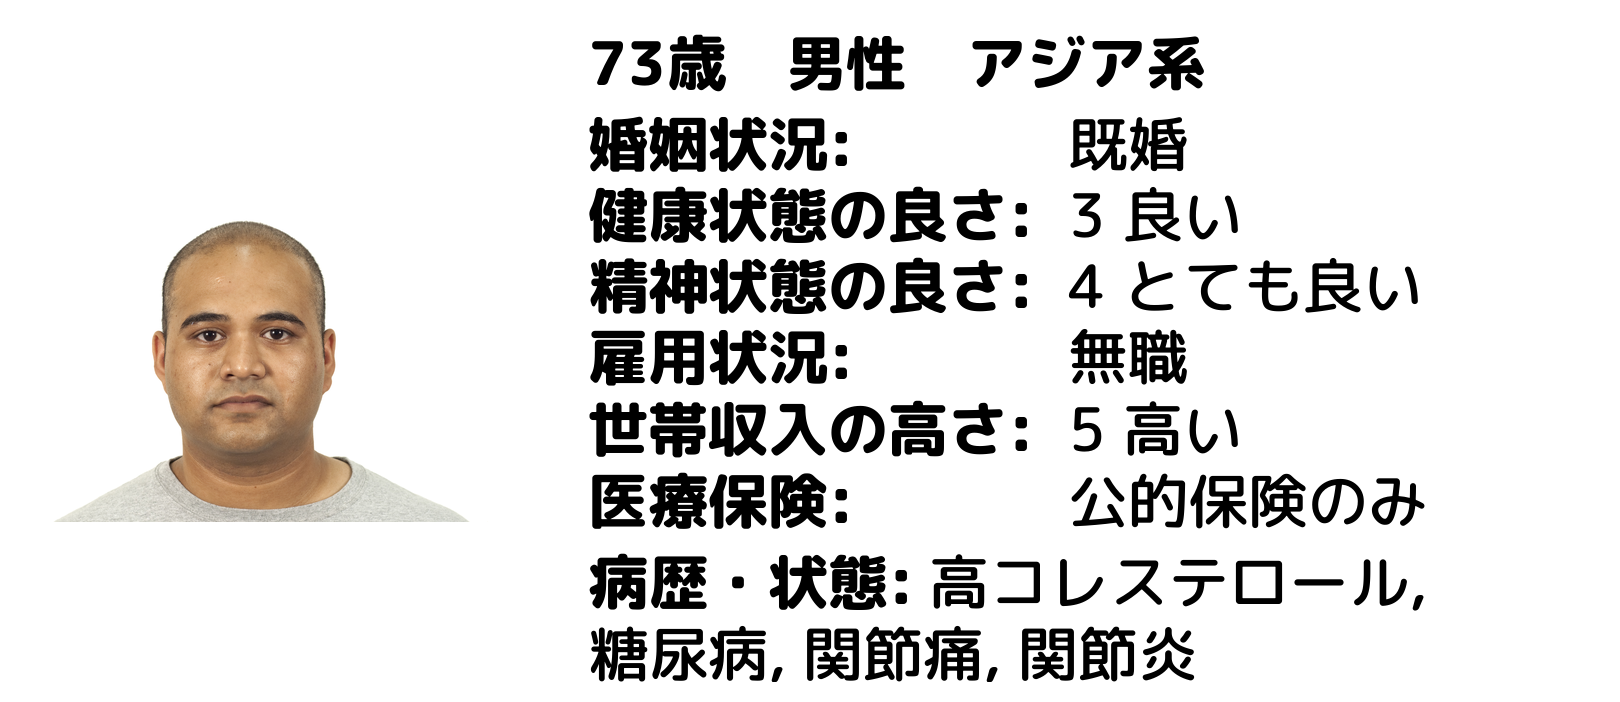 73歳　男性　アジア系
婚姻状況: 既婚
健康状態の良さ: 3 良い
精神状態の良さ: 4 とても良い
雇用状況: 無職
世帯収入の高さ: 5 高い
医療保険: 公的保険のみ
病歴・状態: 高コレステロール,
糖尿病, 関節痛, 関節炎